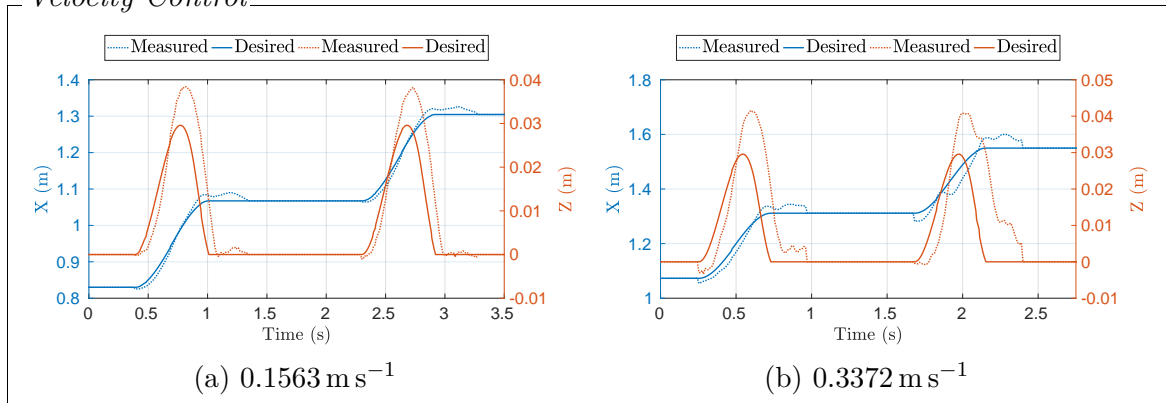 Velocity Control
Measured Desired Measured Desired
1.4
1.3
1.2
1.1
1
0.9
0.8
X (m)
0.04
0.03
0.02
0.01
0
-0.01
Z (m)
0 0.5 1 1.5 2 2.5 3 3.5
Time (s)
(a) 0.1563 m s⁻¹
Measured Desired Measured Desired
1.8
1.6
1.4
1.2
1
X (m)
0.05
0.04
0.03
0.02
0.01
0
-0.01
Z (m)
0 0.5 1 1.5 2 2.5
Time (s)
(b) 0.3372 m s⁻¹